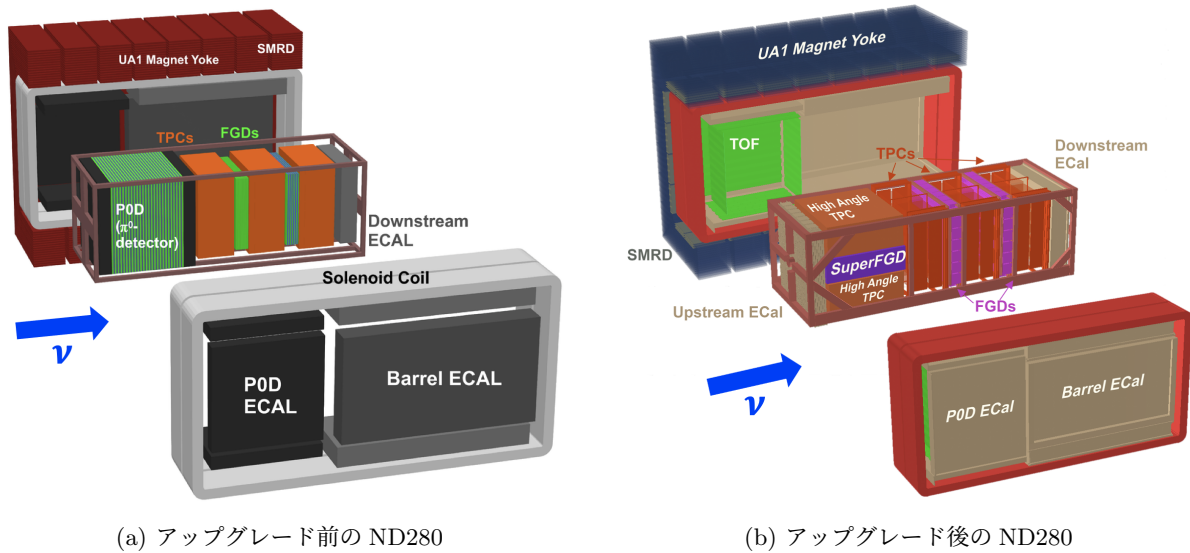 SMRD
UA1 Magnet Yoke
TPCs
FGDs
P0D
(π⁰-
detector)
Downstream
ECAL
Solenoid Coil
ν
P0D
ECAL
Barrel ECAL
(a) アップグレード前の ND280
UA1 Magnet Yoke
TOF
TPCs
Downstream
ECal
High Angle
TPC
SMRD
SuperFGD
High Angle
TPC
Upstream ECal
FGDs
ν
P0D ECal
Barrel ECal
(b) アップグレード後の ND280